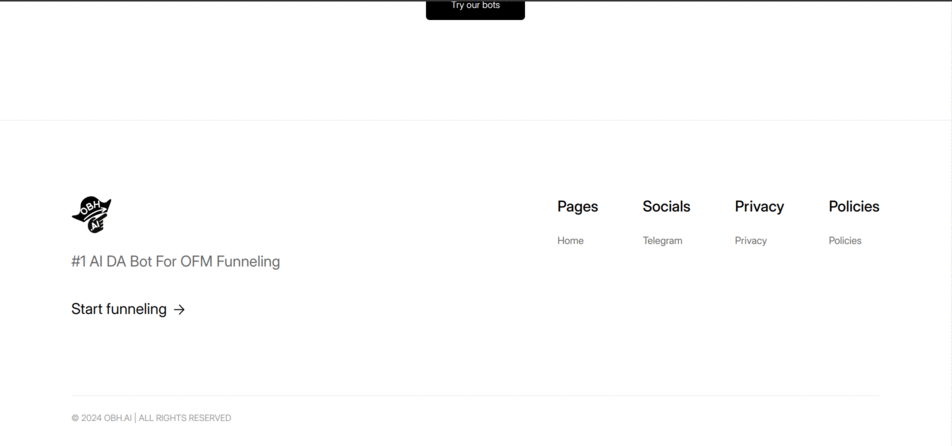 Try our bots
OBH
AI
Pages
Socials
Privacy
Policies
Home
Telegram
Privacy
Policies
#1 AI DA Bot For OFM Funneling
Start funneling →
© 2024 OBH.AI | ALL RIGHTS RESERVED